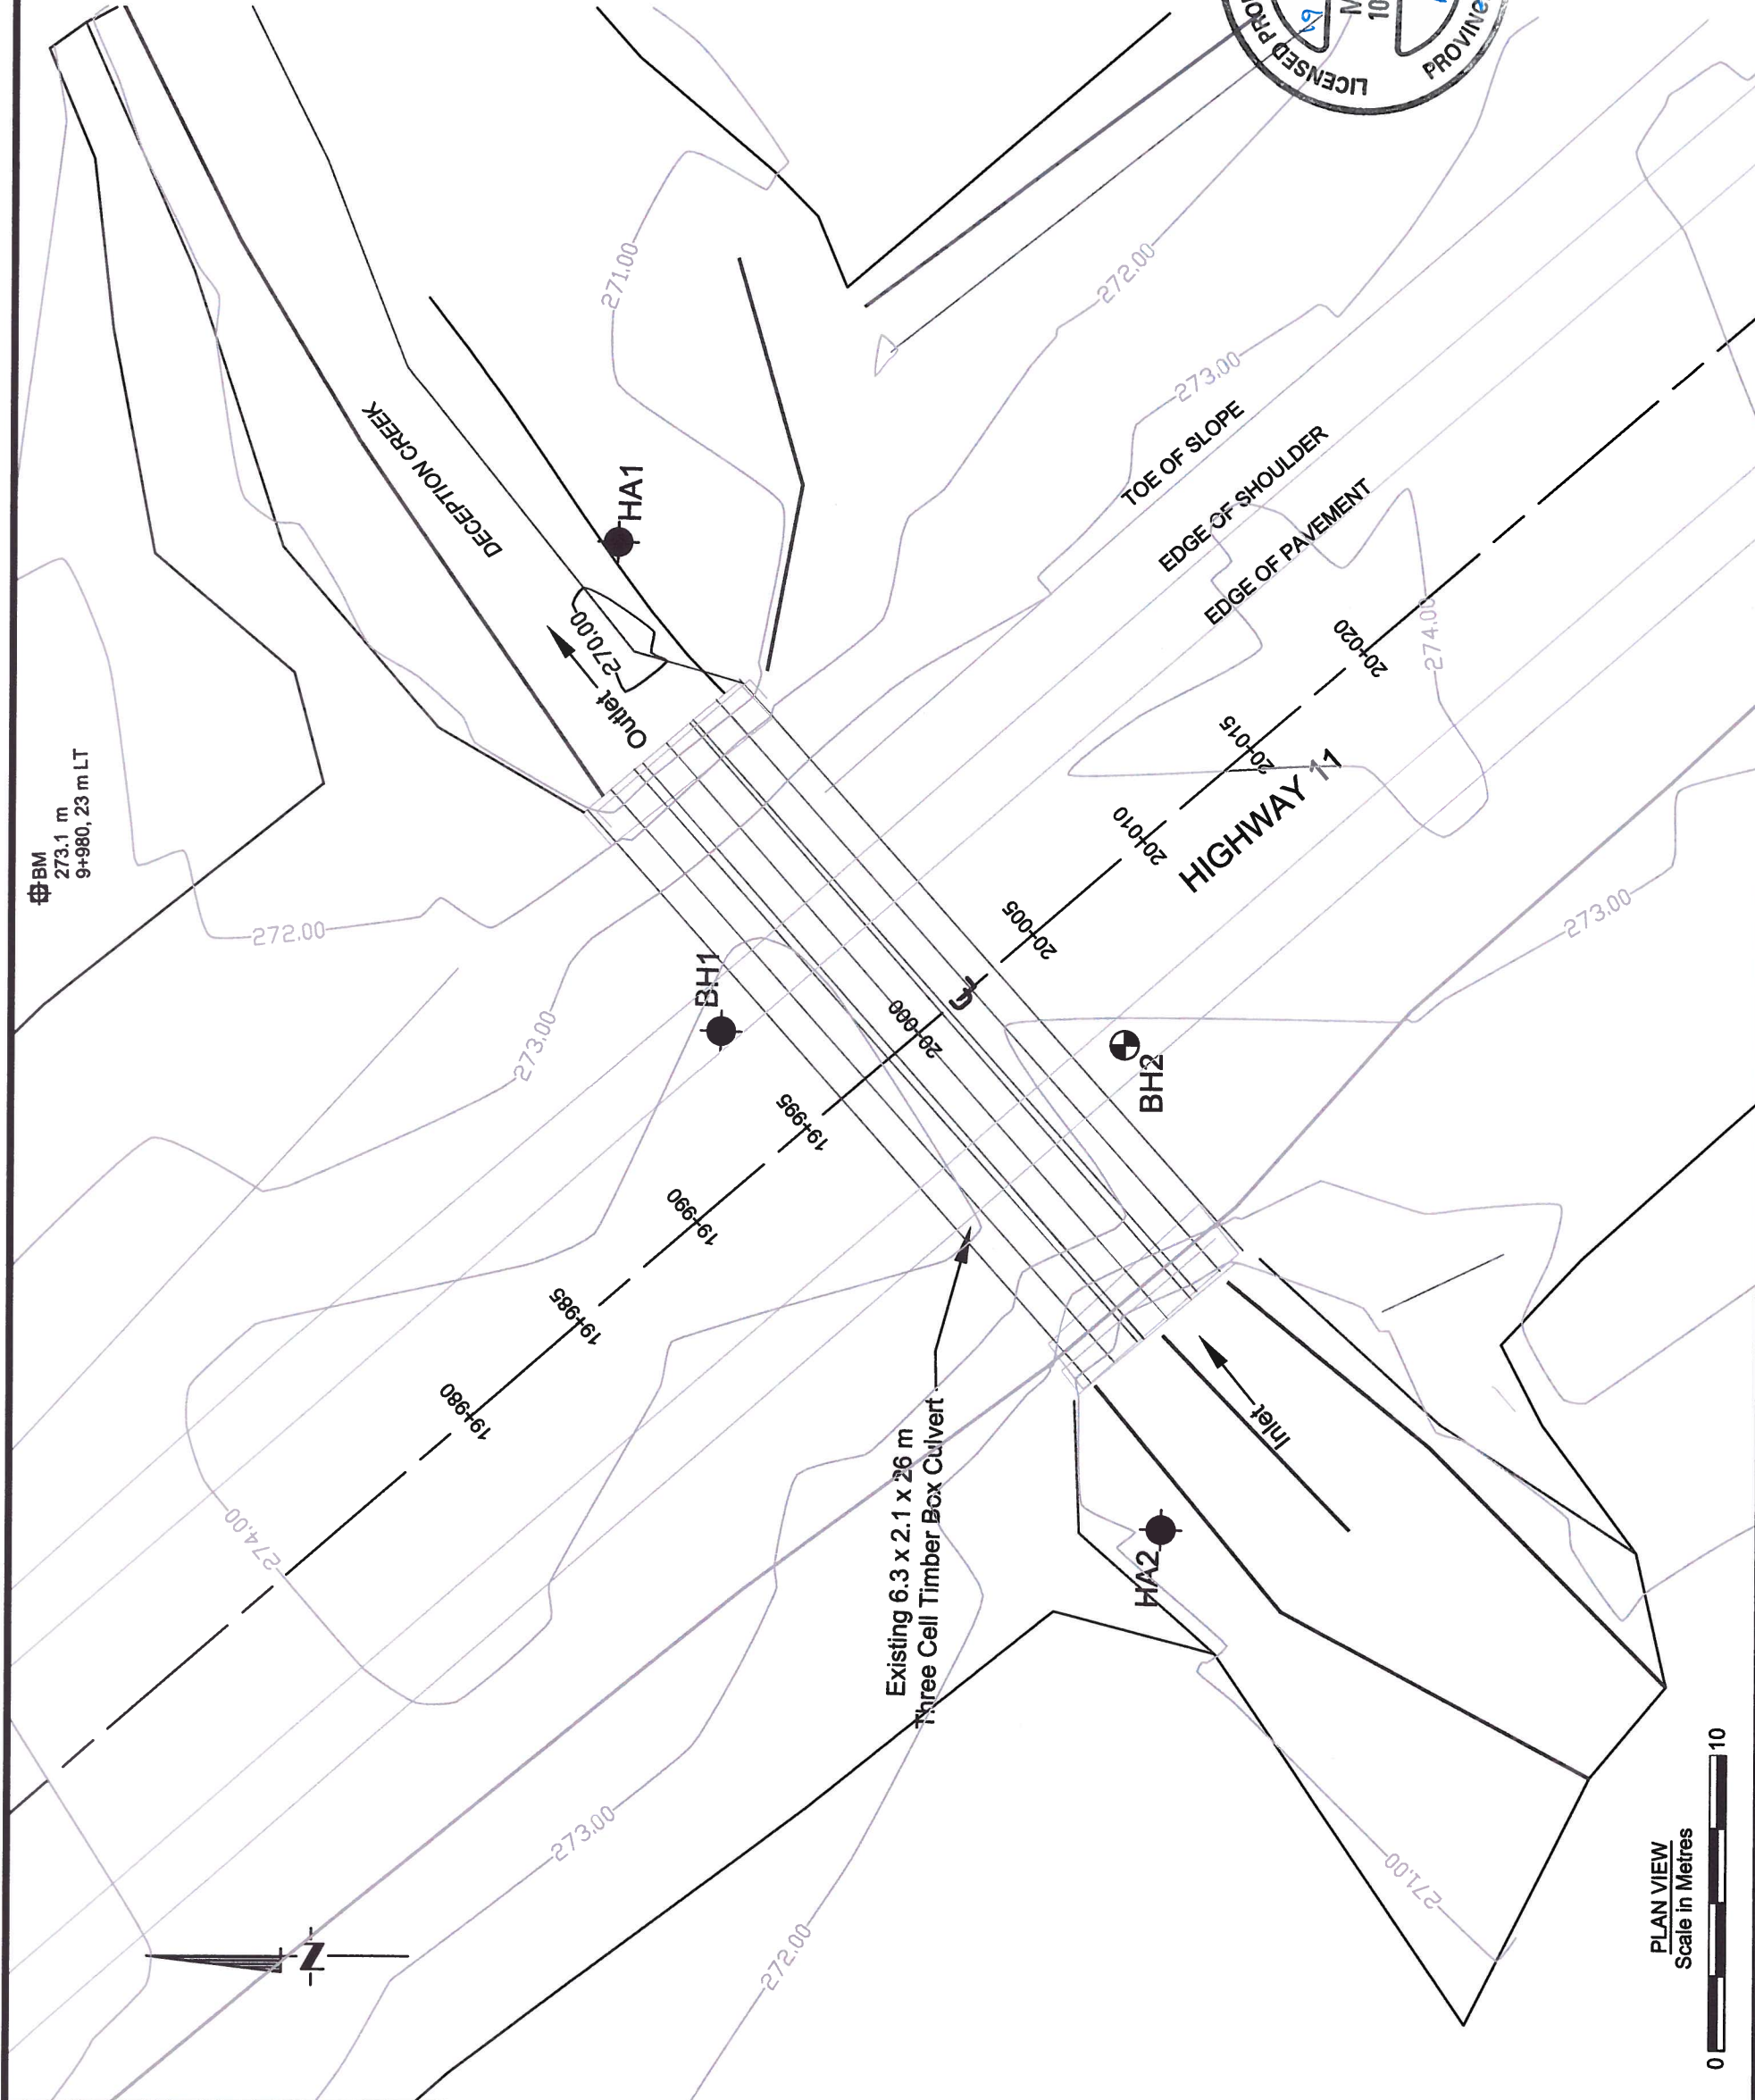 BM
273.1 m
9+980, 23 m LT
DECEPTION CREEK
HA1
271.00
272.00
273.00
TOE OF SLOPE
EDGE OF SHOULDER
EDGE OF PAVEMENT
270.00
Outlet
272.00
273.00
BH1
274.00
20+020
20+015
20+010
HIGHWAY 11
20+005
20+000
19+995
19+990
19+985
19+980
BH2
273.00
274.00
Existing 6.3 x 2.1 x 26 m
Three Cell Timber Box Culvert
Inlet
HA2
273.00
272.00
271.00
N
PLAN VIEW
Scale in Metres
0
10
LICENSED